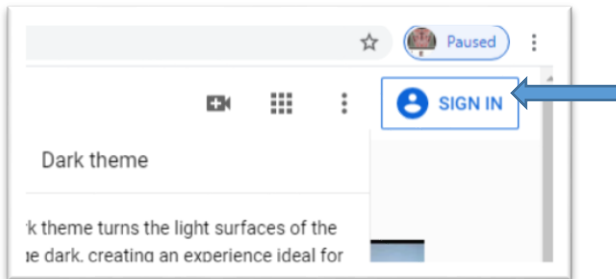 Paused
SIGN IN
Dark theme
theme turns the light surfaces of the
dark, creating an experience ideal for